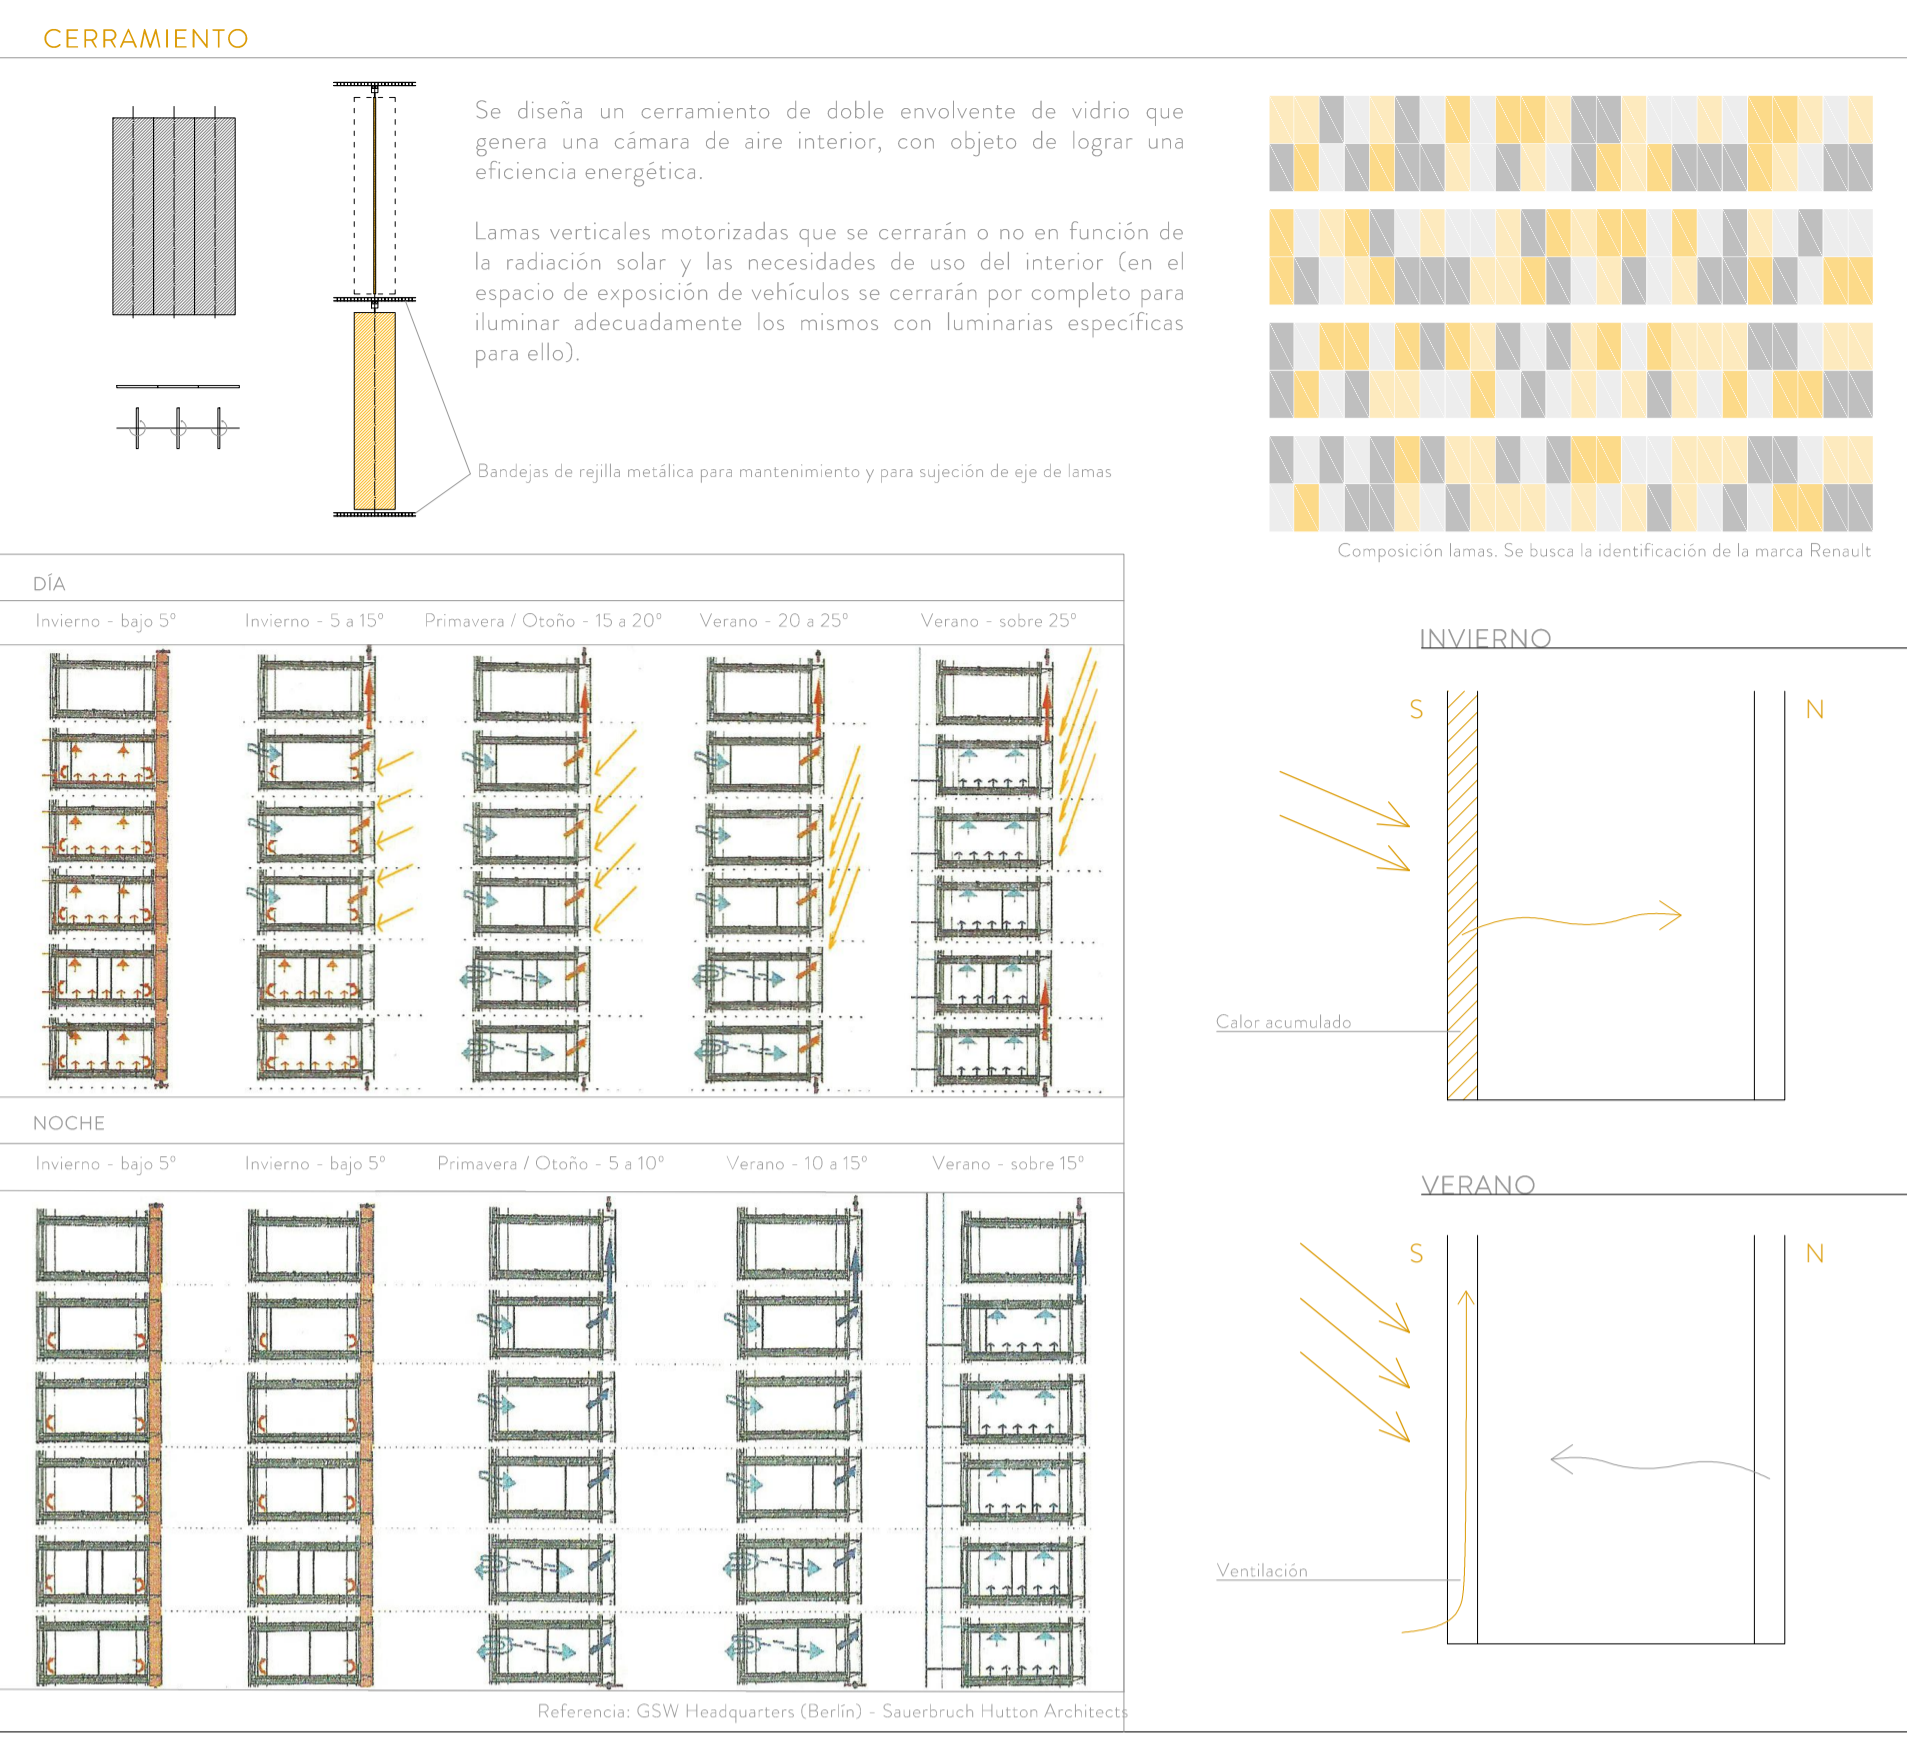 CERRAMIENTO
Se diseña un cerramiento de doble envolvente de vidrio que
genera una cámara de aire interior, con objeto de lograr una
eficiencia energética.
Lamas verticales motorizadas que se cerrarán o no en función de
la radiación solar y las necesidades de uso del interior (en el
espacio de exposición de vehículos se cerrarán por completo para
iluminar adecuadamente los mismos con luminarias específicas
para ello).
Bandejas de rejilla metálica para mantenimiento y para sujeción de eje de lamas
Composición lamas. Se busca la identificación de la marca Renault
DÍA
Invierno - bajo 5º
Invierno - 5 a 15º
Primavera / Otoño - 15 a 20º
Verano - 20 a 25º
Verano - sobre 25º
NOCHE
Invierno - bajo 5º
Invierno - bajo 5º
Primavera / Otoño - 5 a 10º
Verano - 10 a 15º
Verano - sobre 15º
Referencia: GSW Headquarters (Berlín) - Sauerbruch Hutton Architects
INVIERNO
S
N
Calor acumulado
VERANO
S
N
Ventilación